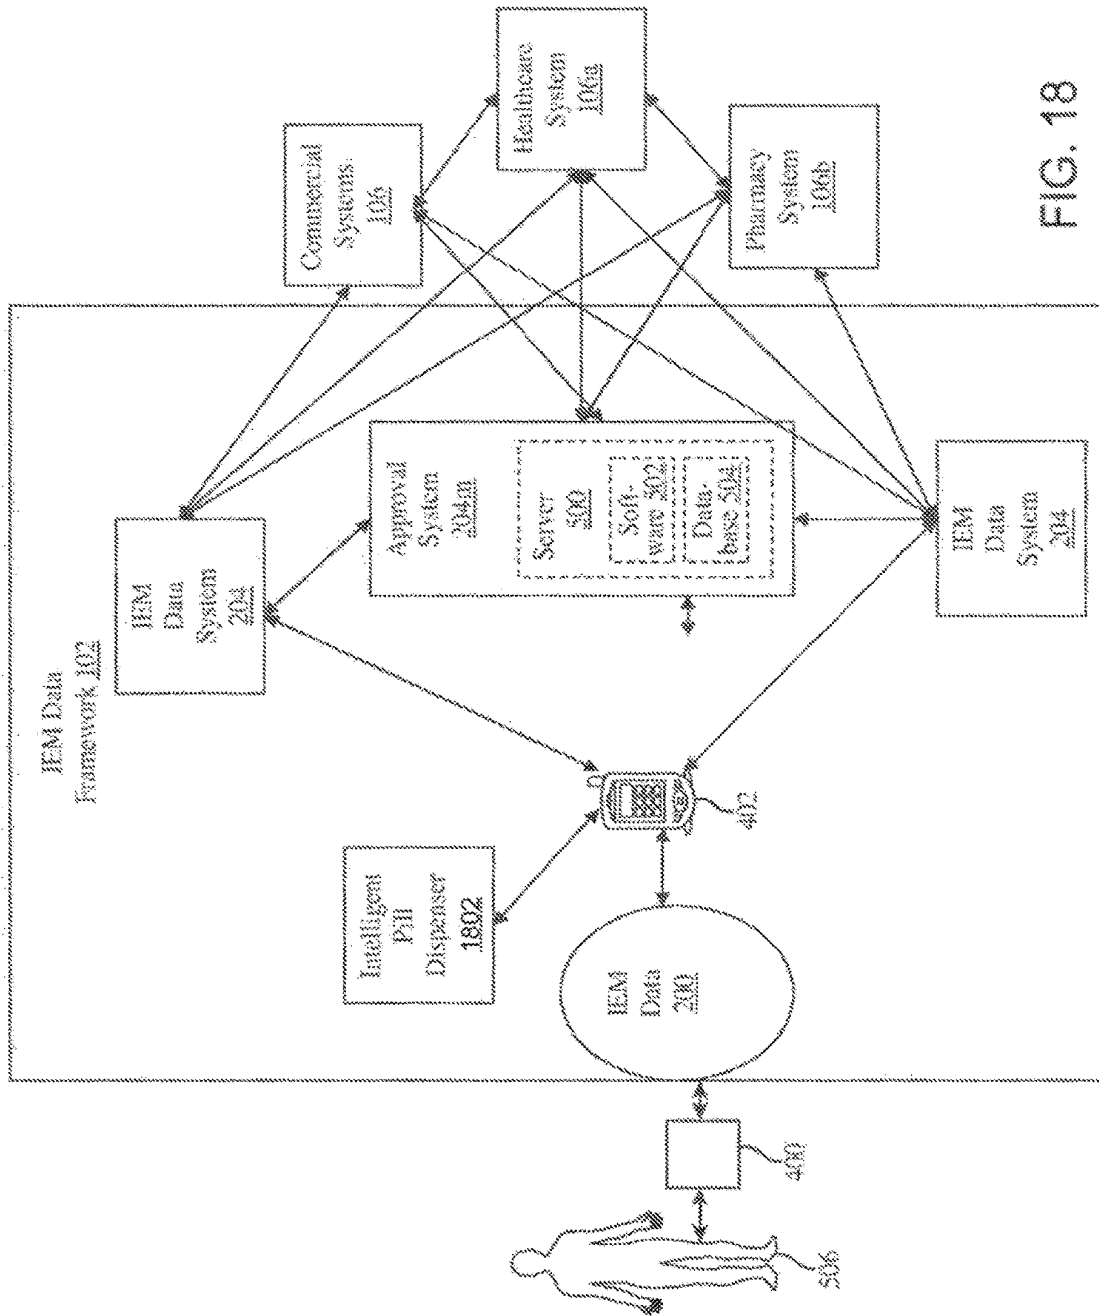 IEM Data
Framework 102
IEM
Data
System
204
Commercial
Systems
106
Intelligent
Pill
Dispenser
1802
Approval
System
204m
Server
500
Soft-
ware 502
Data-
base 504
Healthcare
System
106a
IEM
Data
200
402
400
506
Pharmacy
System
106b
IEM
Data
System
204
FIG. 18